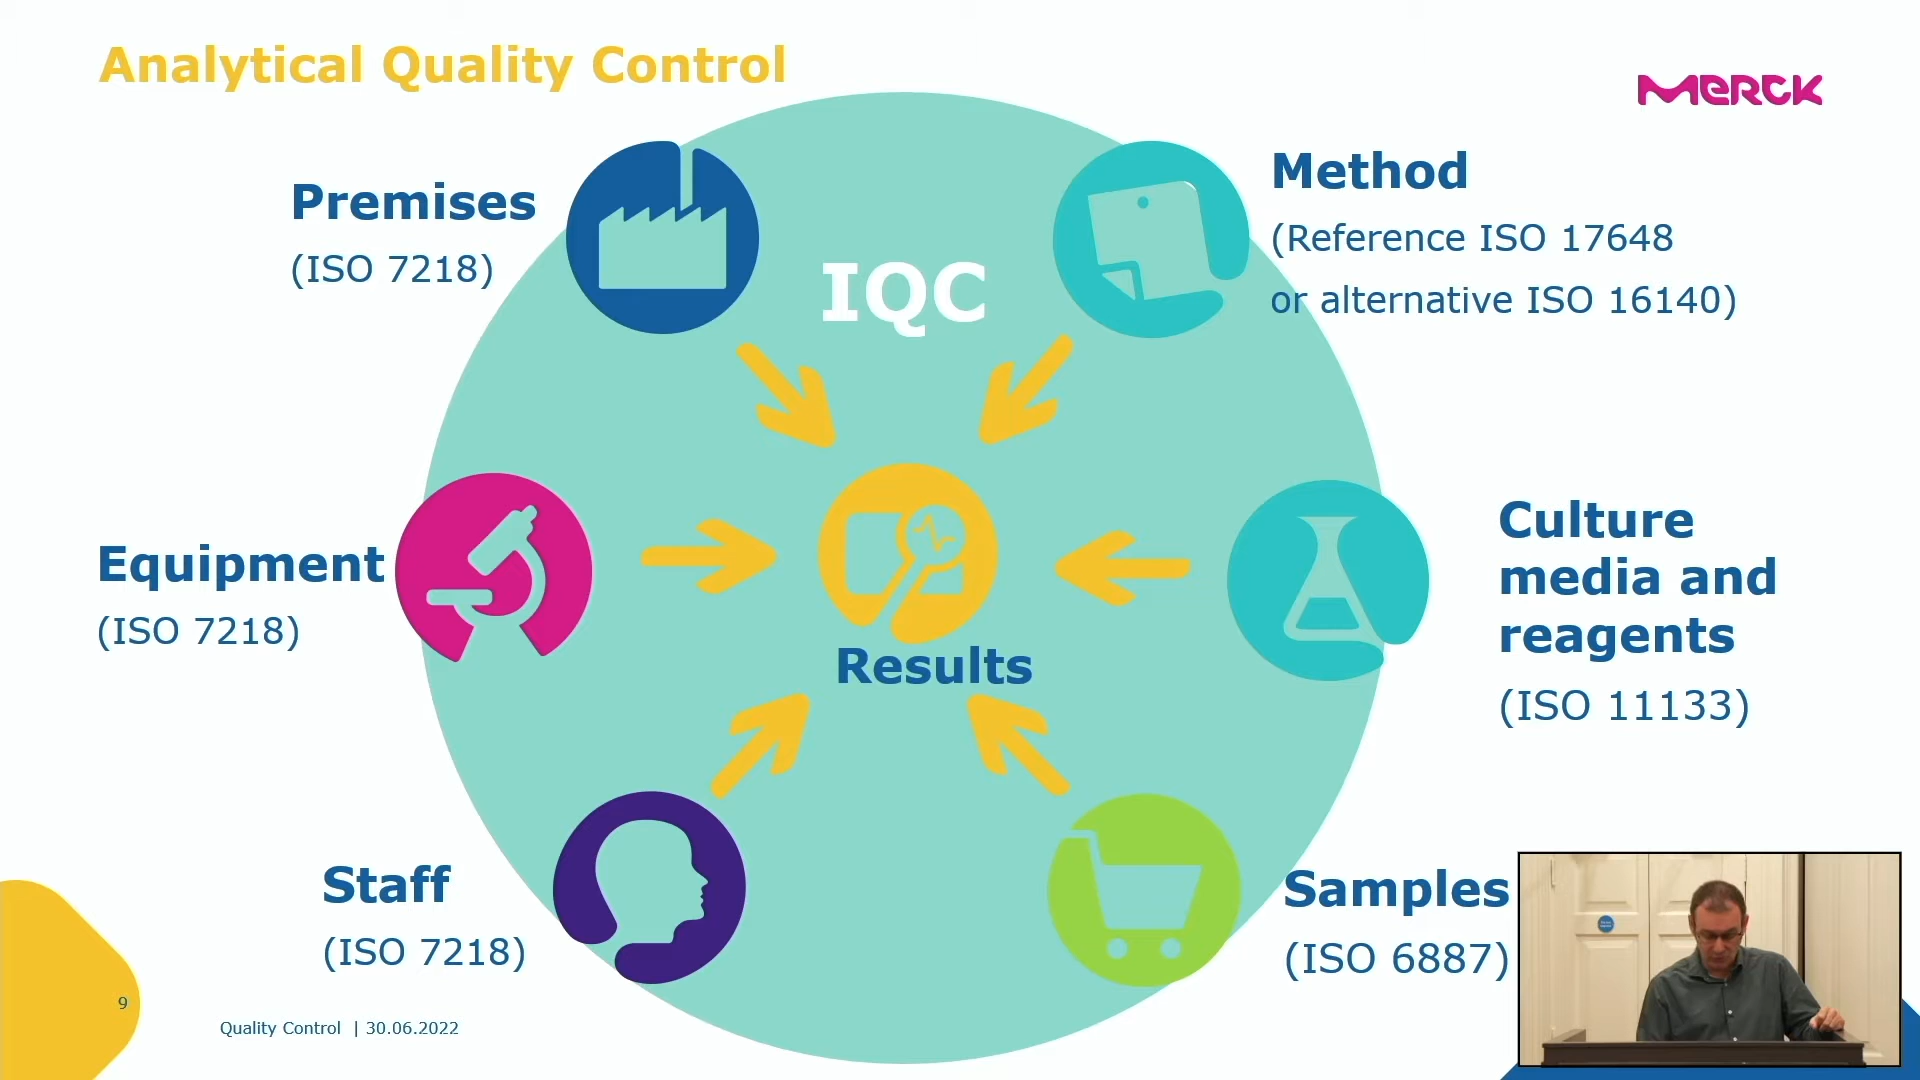 Analytical Quality Control
MERCK
Premises
(ISO 7218)
IQC
Method
(Reference ISO 17648
or alternative ISO 16140)
Equipment
(ISO 7218)
Results
Culture
media and
reagents
(ISO 11133)
Staff
(ISO 7218)
Samples
(ISO 6887)
9
Quality Control | 30.06.2022